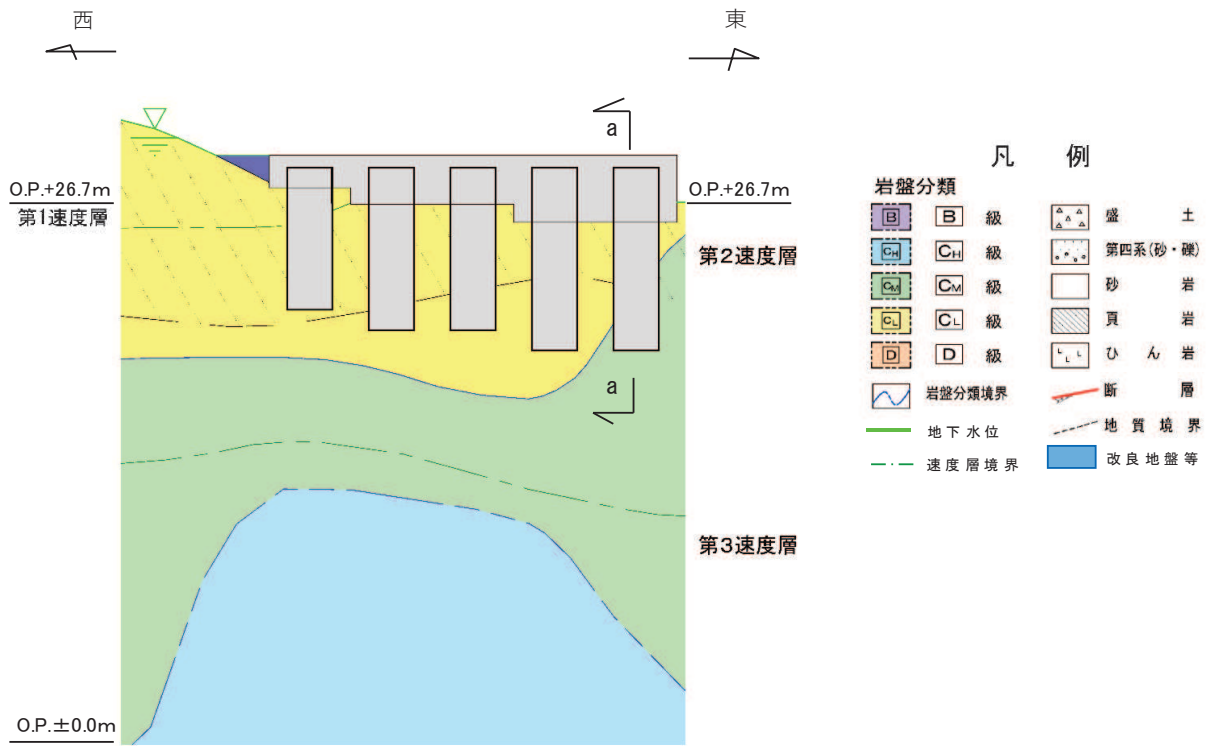 西
東
a
O.P.+26.7m
第1速度層
O.P.+26.7m
第2速度層
a
第3速度層
O.P.±0.0m
凡 例
岩盤分類
B B 級 盛 土
CH CH 級 第四系(砂・礫)
CM CM 級 砂 岩
CL CL 級 頁 岩
D D 級 ひ ん 岩
岩盤分類境界 断 層
地下水位 地質境界
速度層境界 改良地盤等